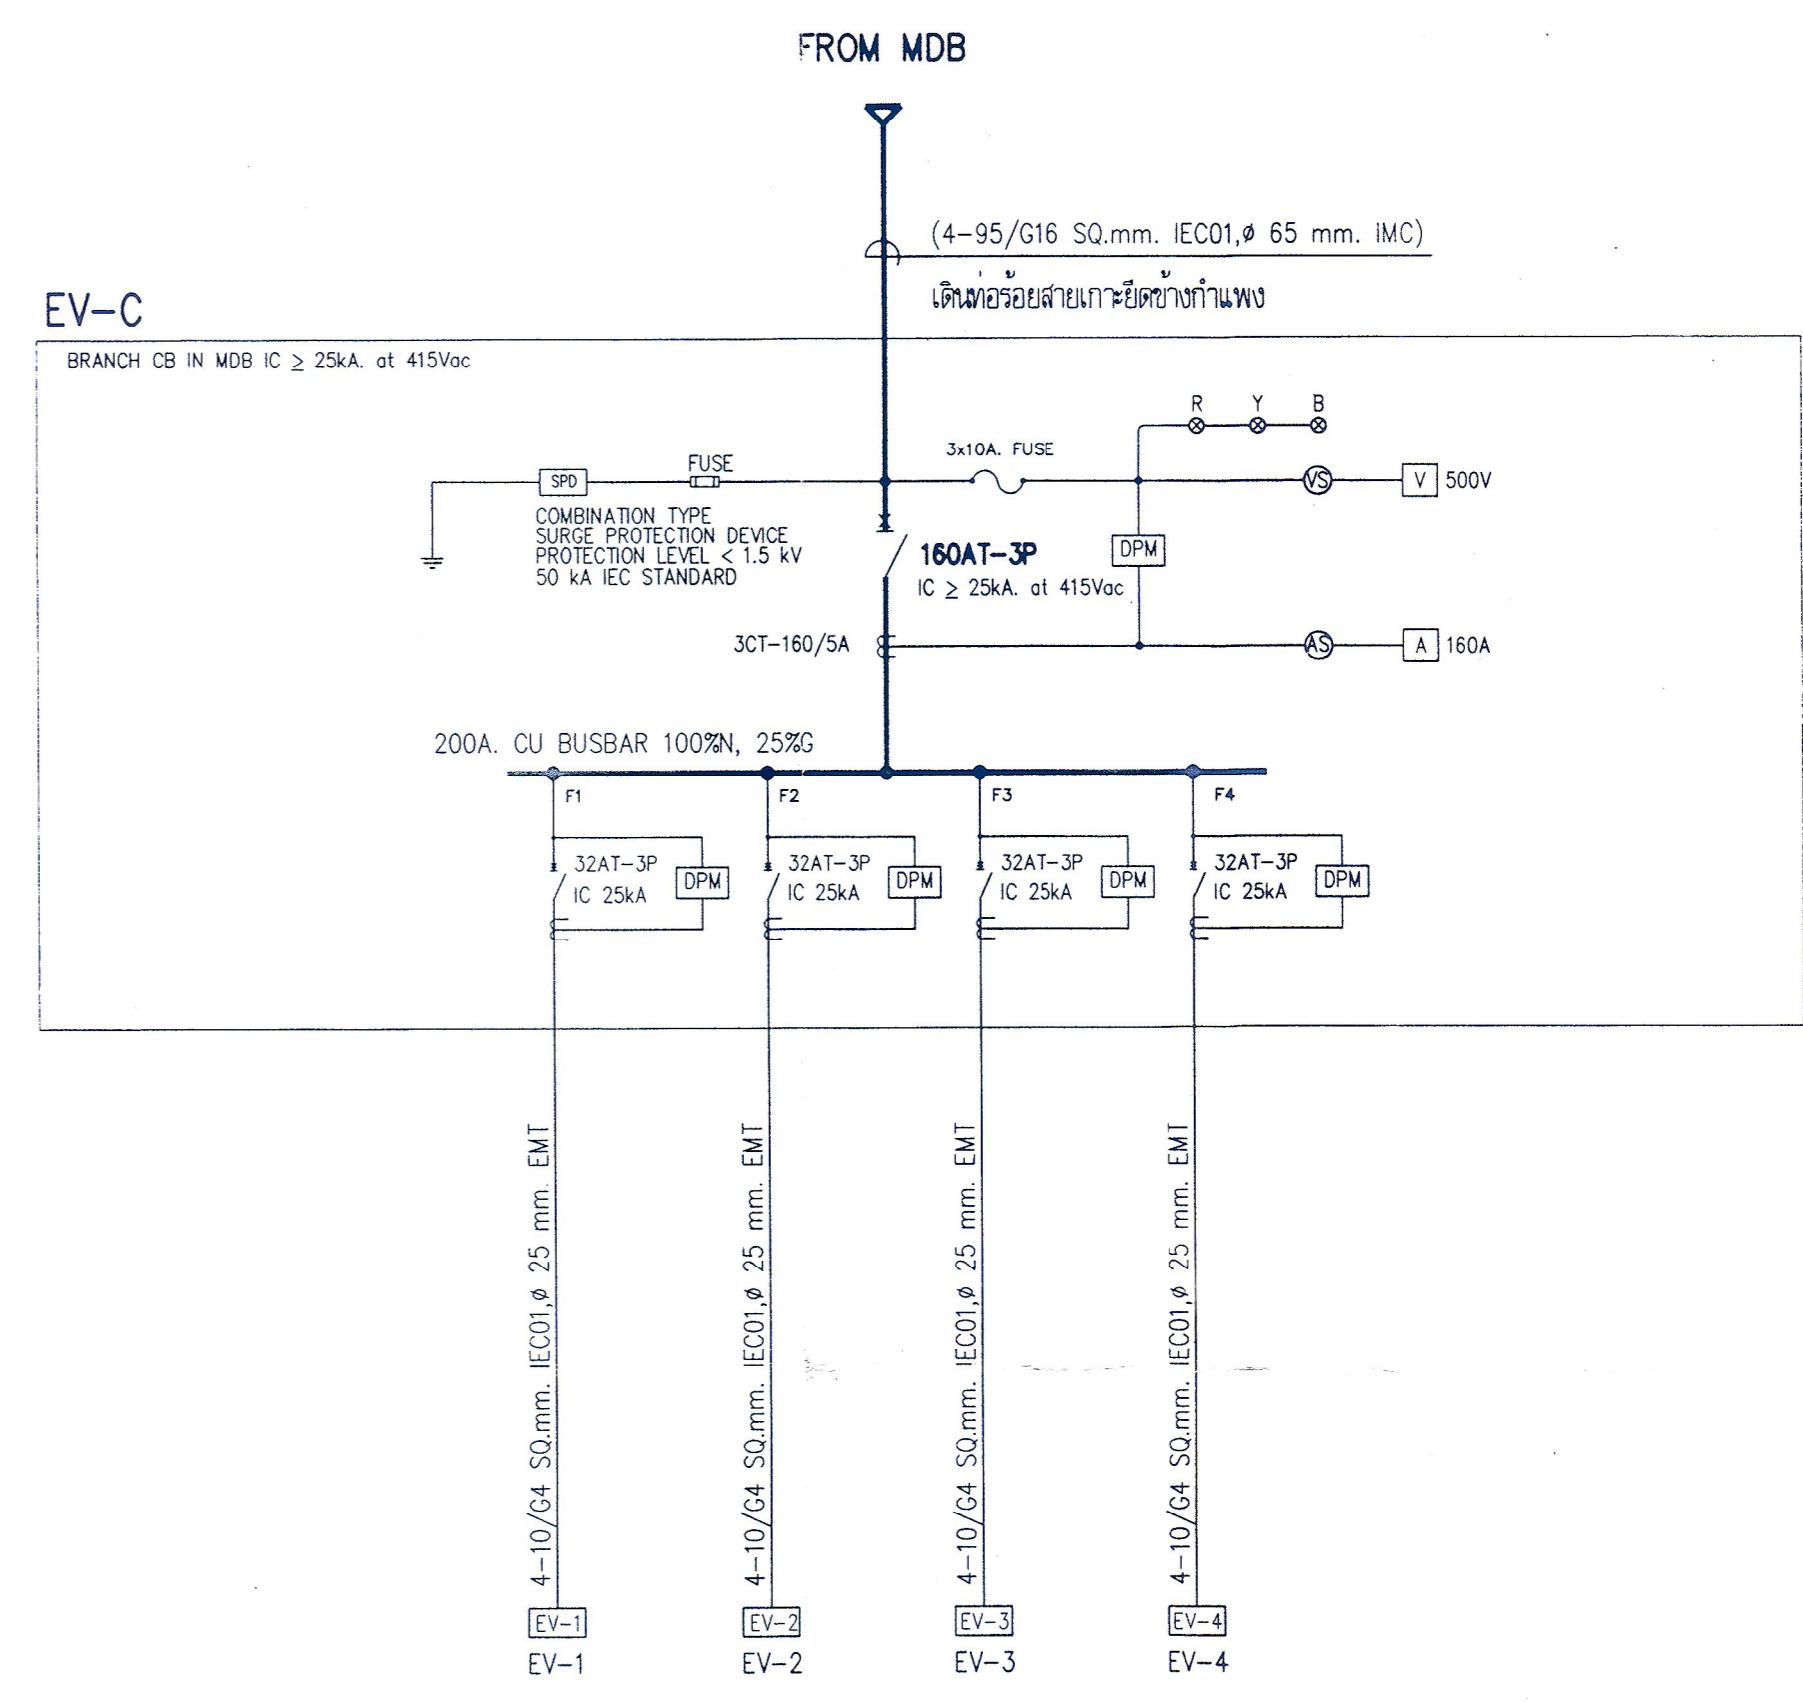 FROM MDB
(4-95/G16 SQ.mm. IEC01,ø 65 mm. IMC)
เดินท่อร้อยสายเกาะยึดข้างกำแพง
EV-C
BRANCH CB IN MDB IC ≥ 25kA. at 415Vac
R Y B
3x10A. FUSE
FUSE
SPD
VS
V
500V
COMBINATION TYPE
SURGE PROTECTION DEVICE
PROTECTION LEVEL < 1.5 kV
50 kA IEC STANDARD
160AT-3P
IC ≥ 25kA. at 415Vac
DPM
3CT-160/5A
AS
A
160A
200A. CU BUSBAR 100%N, 25%G
F1
F2
F3
F4
32AT-3P
IC 25kA
DPM
32AT-3P
IC 25kA
DPM
32AT-3P
IC 25kA
DPM
32AT-3P
IC 25kA
DPM
4-10/G4 SQ.mm. IEC01,ø 25 mm. EMT
4-10/G4 SQ.mm. IEC01,ø 25 mm. EMT
4-10/G4 SQ.mm. IEC01,ø 25 mm. EMT
4-10/G4 SQ.mm. IEC01,ø 25 mm. EMT
EV-1
EV-2
EV-3
EV-4
EV-1
EV-2
EV-3
EV-4